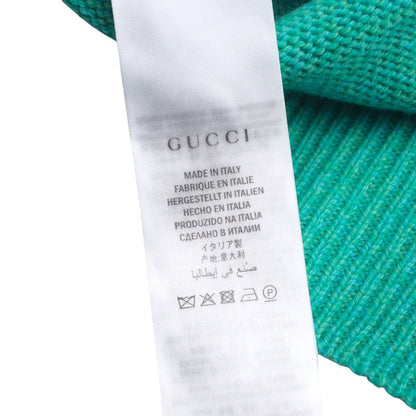 GUCCI
MADE IN ITALY
FABRIQUE EN ITALIE
HERGESTELLT IN ITALIEN
HECHO EN ITALIA
PRODUZIDO NA ITALIA
СДЕЛАНО В ИТАЛИИ
イタリア製
产地:意大利
صنع في إيطاليا
P